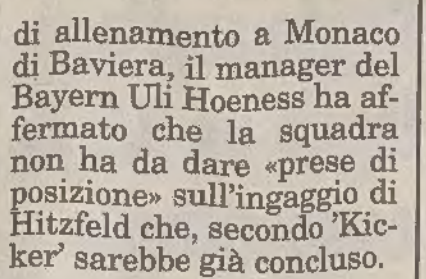 di allenamento a Monaco
di Baviera, il manager del
Bayern Uli Hoeness ha af-
fermato che la squadra
non ha da dare «prese di
posizione» sull'ingaggio di
Hitzfeld che, secondo 'Kic-
ker' sarebbe già concluso.